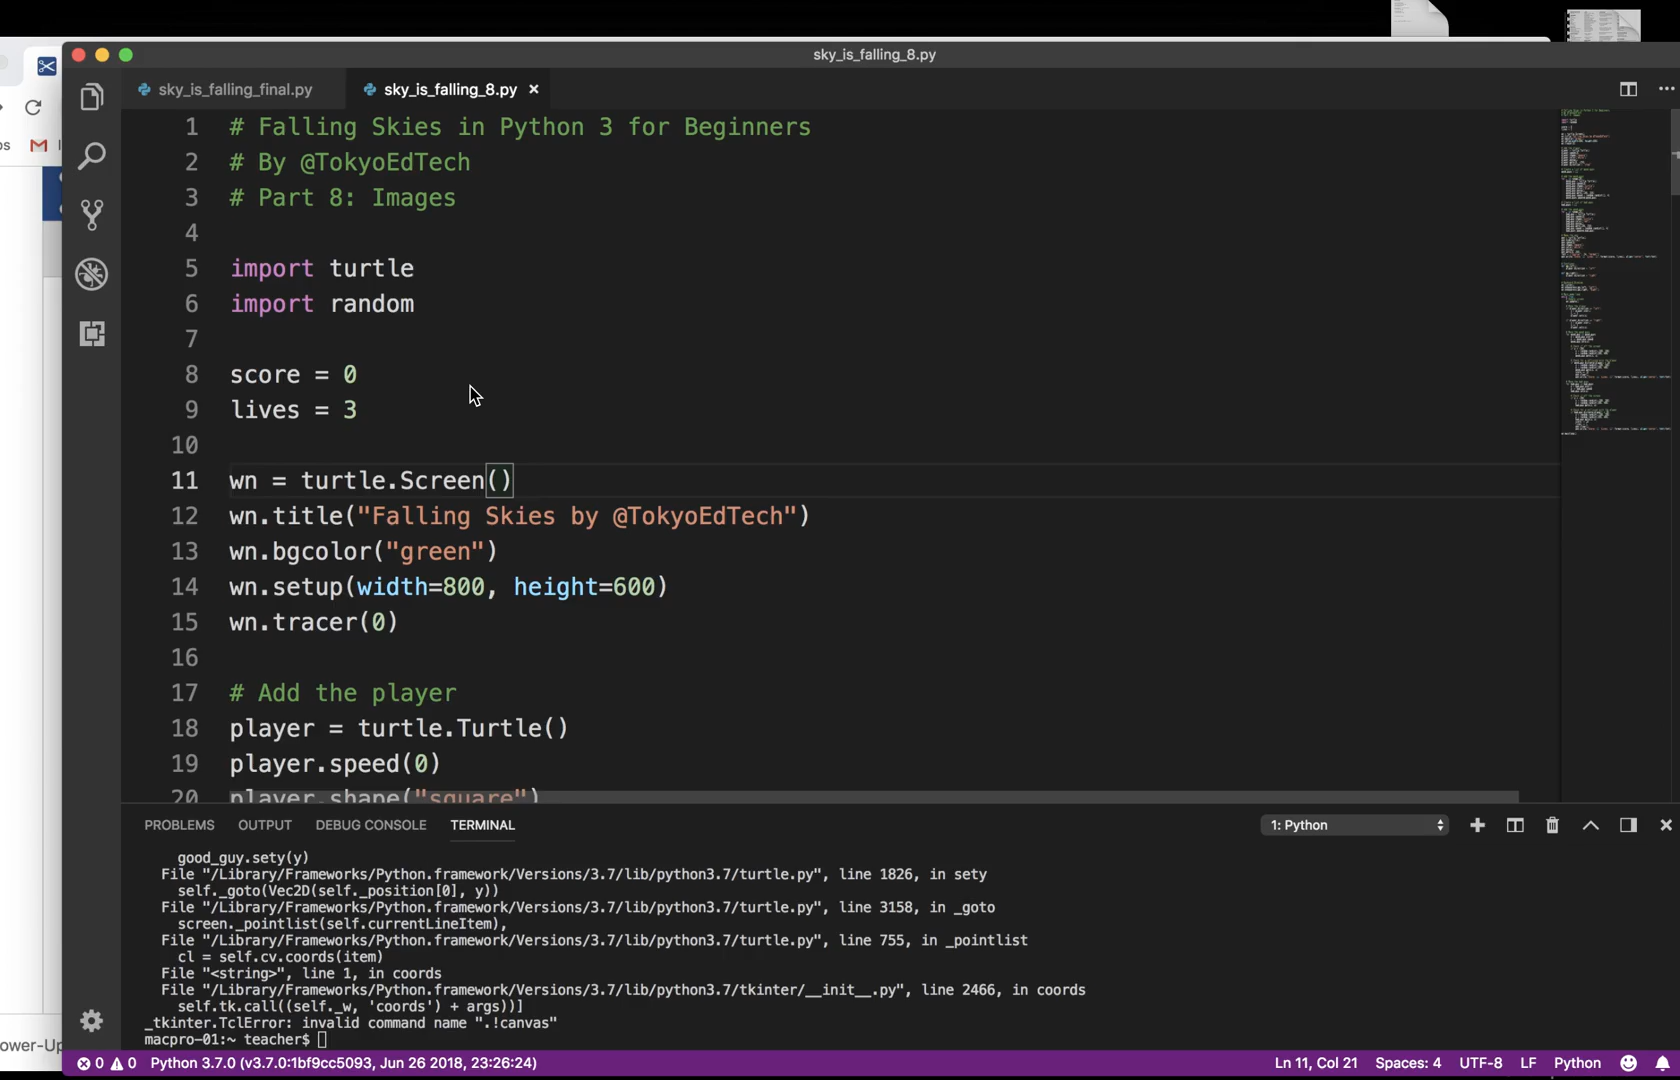 sky_is_falling_8.py
sky_is_falling_final.py
sky_is_falling_8.py ×
1 # Falling Skies in Python 3 for Beginners
2 # By @TokyoEdTech
3 # Part 8: Images
4
5 import turtle
6 import random
7
8 score = 0
9 lives = 3
10
11 wn = turtle.Screen()
12 wn.title("Falling Skies by @TokyoEdTech")
13 wn.bgcolor("green")
14 wn.setup(width=800, height=600)
15 wn.tracer(0)
16
17 # Add the player
18 player = turtle.Turtle()
19 player.speed(0)
20 player.shape("square")
PROBLEMS OUTPUT DEBUG CONSOLE TERMINAL 1: Python
good_guy.sety(y)
File "/Library/Frameworks/Python.framework/Versions/3.7/lib/python3.7/turtle.py", line 1826, in sety
self._goto(Vec2D(self._position[0], y))
File "/Library/Frameworks/Python.framework/Versions/3.7/lib/python3.7/turtle.py", line 3158, in _goto
screen._pointlist(self.currentLineItem),
File "/Library/Frameworks/Python.framework/Versions/3.7/lib/python3.7/turtle.py", line 755, in _pointlist
cl = self.cv.coords(item)
File "<string>", line 1, in coords
File "/Library/Frameworks/Python.framework/Versions/3.7/lib/python3.7/tkinter/__init__.py", line 2466, in coords
self.tk.call((self._w, 'coords') + args))]
_tkinter.TclError: invalid command name ".!canvas"
macpro-01:~ teacher$
ower-Up
0 0 Python 3.7.0 (v3.7.0:1bf9cc5093, Jun 26 2018, 23:26:24) Ln 11, Col 21 Spaces: 4 UTF-8 LF Python